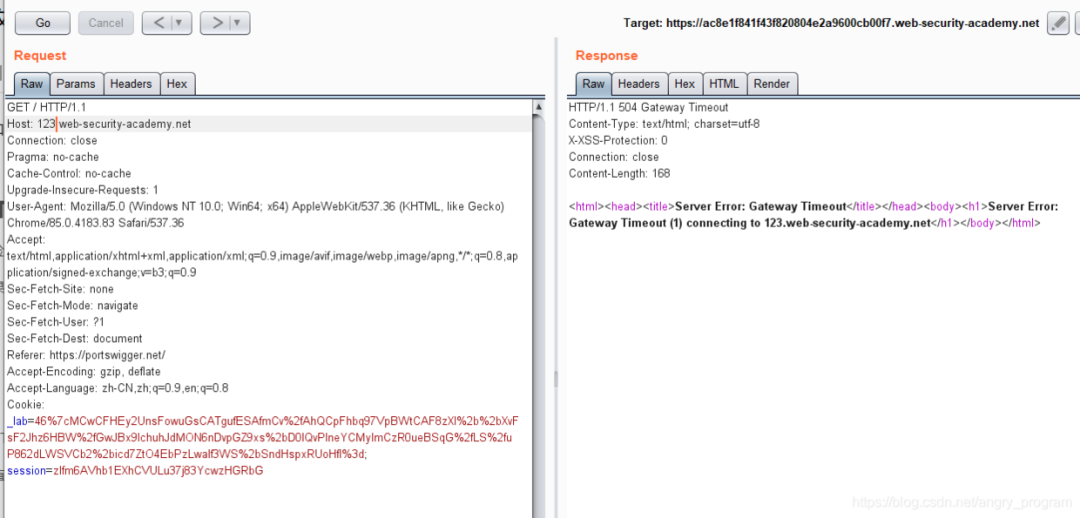 Go Cancel < > Target: https://ac8e1f841f43f820804e2a9600cb00f7.web-security-academy.net
Request
Raw Params Headers Hex
GET / HTTP/1.1
Host: 123.web-security-academy.net
Connection: close
Pragma: no-cache
Cache-Control: no-cache
Upgrade-Insecure-Requests: 1
User-Agent: Mozilla/5.0 (Windows NT 10.0; Win64; x64) AppleWebKit/537.36 (KHTML, like Gecko)
Chrome/85.0.4183.83 Safari/537.36
Accept:
text/html,application/xhtml+xml,application/xml;q=0.9,image/avif,image/webp,image/apng,*/*;q=0.8,ap
plication/signed-exchange;v=b3;q=0.9
Sec-Fetch-Site: none
Sec-Fetch-Mode: navigate
Sec-Fetch-User: ?1
Sec-Fetch-Dest: document
Referer: https://portswigger.net/
Accept-Encoding: gzip, deflate
Accept-Language: zh-CN,zh;q=0.9,en;q=0.8
Cookie:
_lab=46%7cMCwCFHEy2UnsFowuGsCATgufESAfmCv%2fAhQCpFhbq97VpBWtCAF8zXl%2b%2bXvF
sF2Jhz6HBW%2fGwJBx9lchuhJdMON6nDvpGZ9xs%2bD0IQvPIneYCMylmCzR0ueBSqG%2fLS%2fu
P862dLWSVCb2%2bicd7ZtO4EbPzLwalf3WS%2bSndHspxRUoHfI%3d;
session=zlfm6AVhb1EXhCVULu37j83YcwzHGRbG
Response
Raw Headers Hex HTML Render
HTTP/1.1 504 Gateway Timeout
Content-Type: text/html; charset=utf-8
X-XSS-Protection: 0
Connection: close
Content-Length: 168
<html><head><title>Server Error: Gateway Timeout</title></head><body><h1>Server Error:
Gateway Timeout (1) connecting to 123.web-security-academy.net</h1></body></html>
https://blog.csdn.net/angry_program